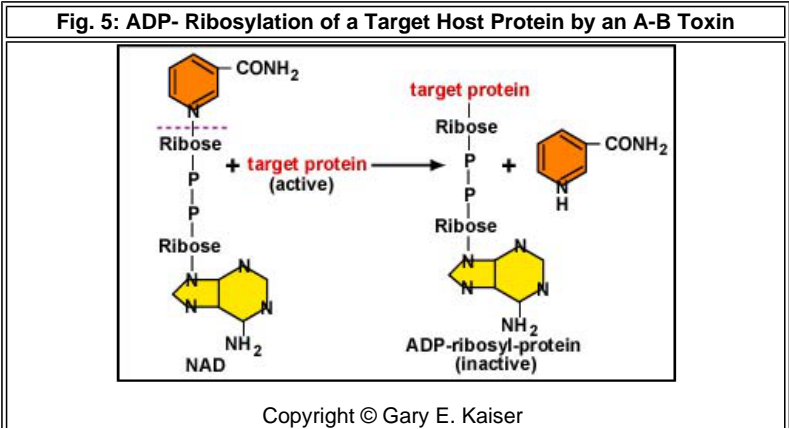 Fig. 5: ADP- Ribosylation of a Target Host Protein by an A-B Toxin
CONH2
N
Ribose
P
P
Ribose
N
N
N
N
NH2
NAD
+ target protein
(active)
target protein
Ribose
P
P
Ribose
N
N
N
N
NH2
ADP-ribosyl-protein
(inactive)
+
CONH2
N
H
Copyright © Gary E. Kaiser